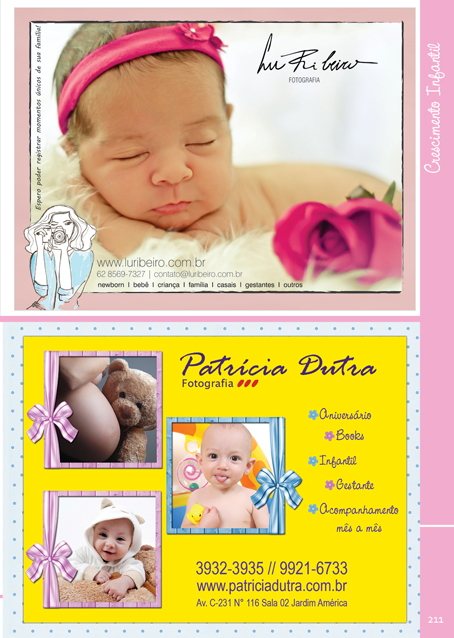 Espero poder registrar momentos únicos de sua família!
Lu Ribeiro
FOTOGRAFIA
www.luribeiro.com.br
62 8569-7327 | contato@luribeiro.com.br
newborn I bebê I criança I família I casais I gestantes I outros
Crescimento Infantil
Patrícia Dutra
Fotografia
Aniversário
Books
Infantil
Gestante
Acompanhamento
mês a mês
3932-3935 // 9921-6733
www.patriciadutra.com.br
Av. C-231 N° 116 Sala 02 Jardim América
211